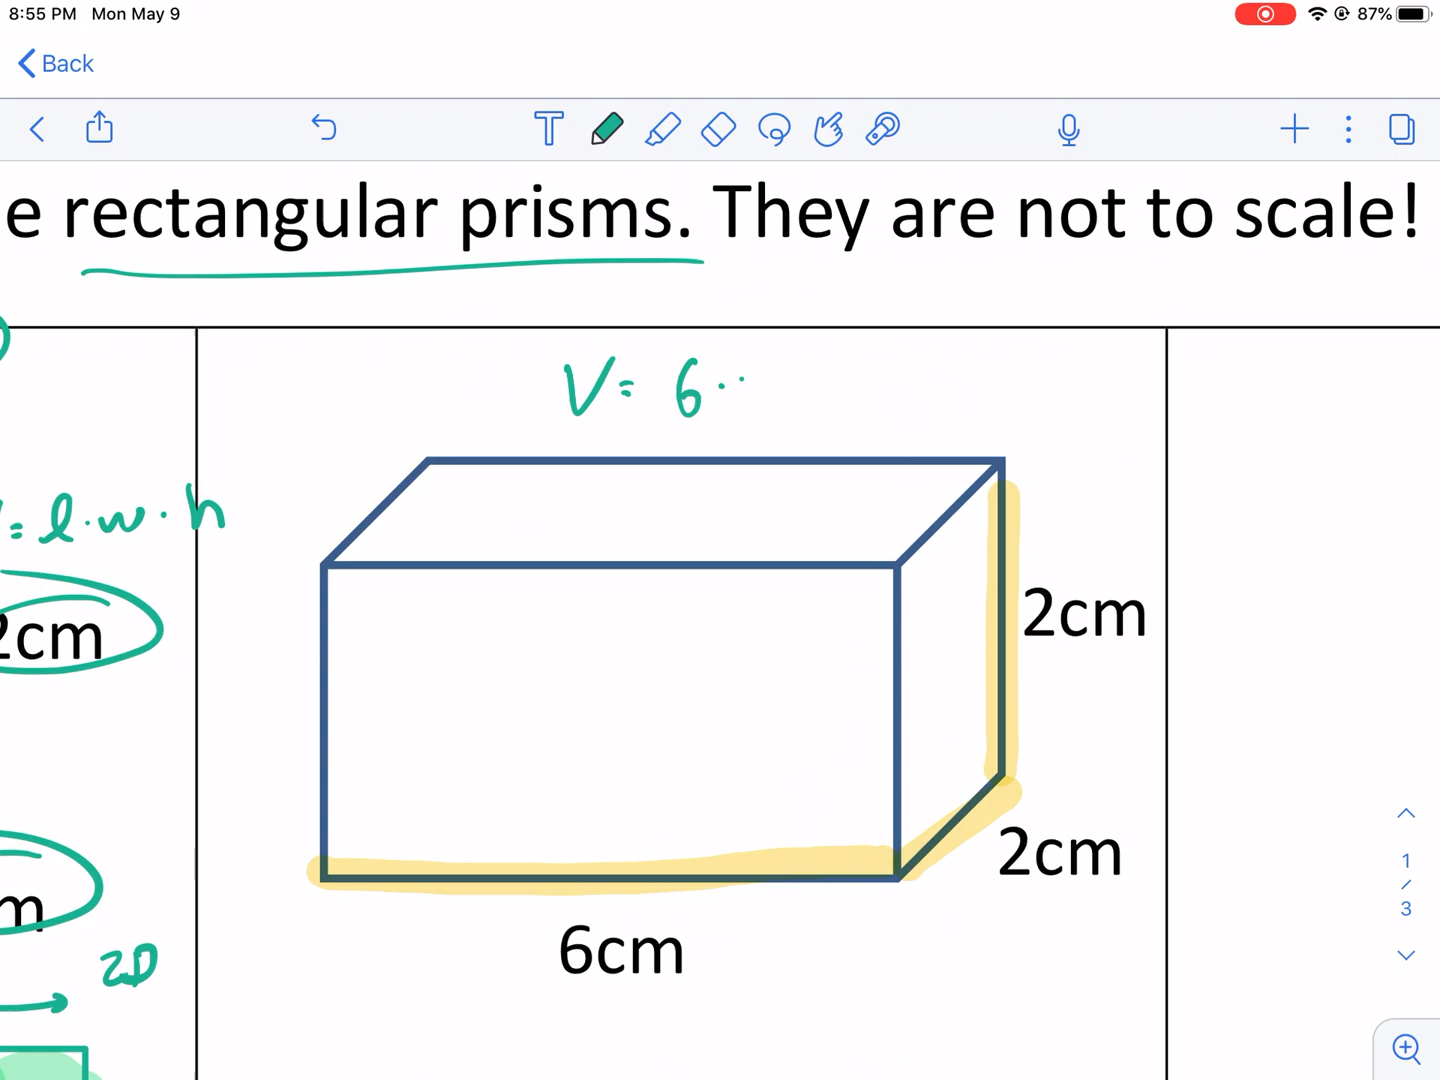 8:55 PM Mon May 9
87%
Back
e rectangular prisms. They are not to scale!
V= 6 ··
= l·w·h
2cm
2cm
2cm
6cm
m
2D
1
/
3